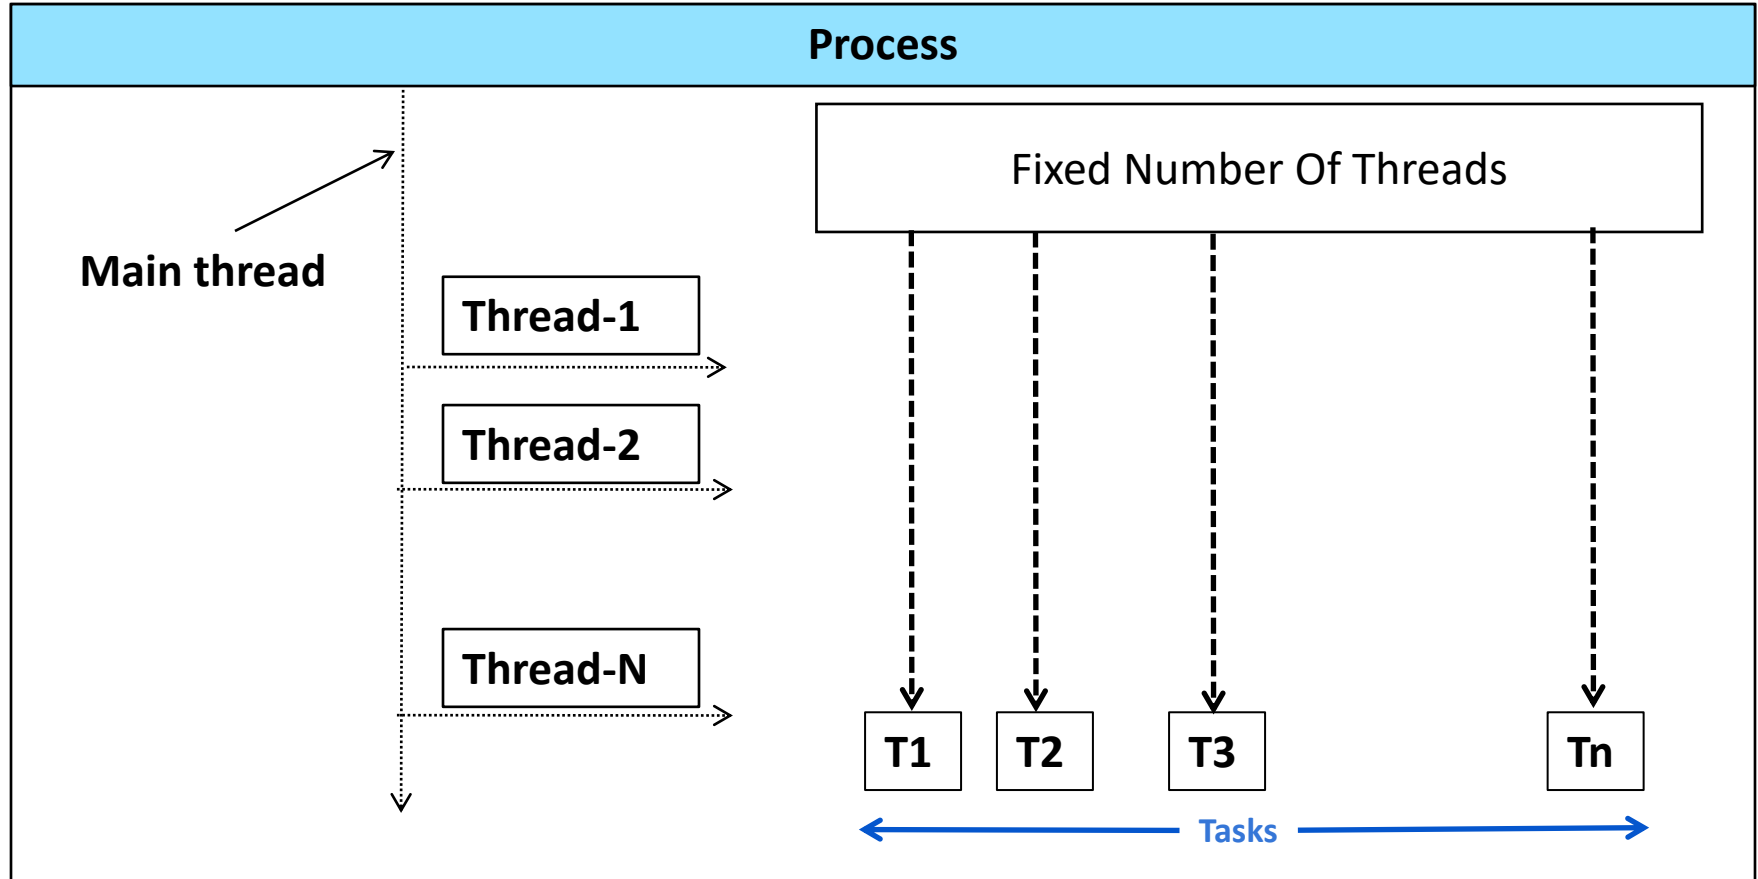 Process
Main thread
Thread-1
Thread-2
Thread-N
Fixed Number Of Threads
T1
T2
T3
Tn
Tasks